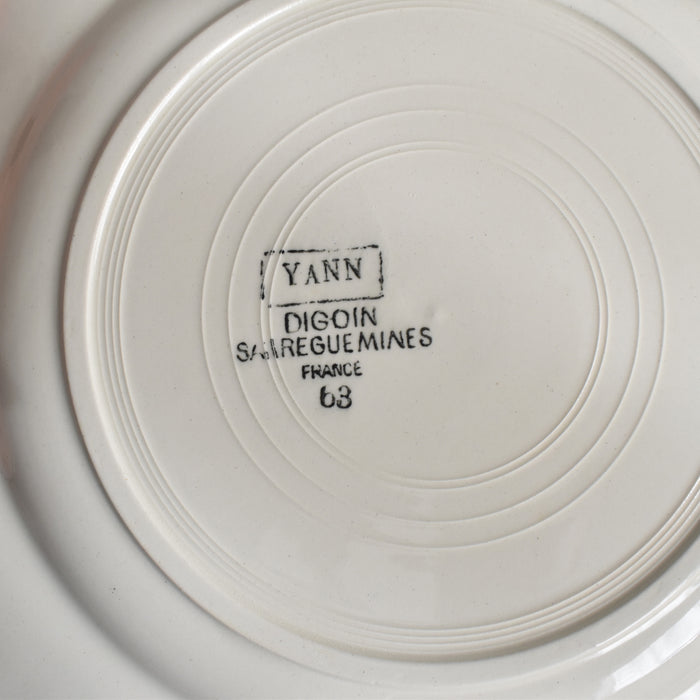 YANN
DIGOIN
SARREGUEMINES
FRANCE
63